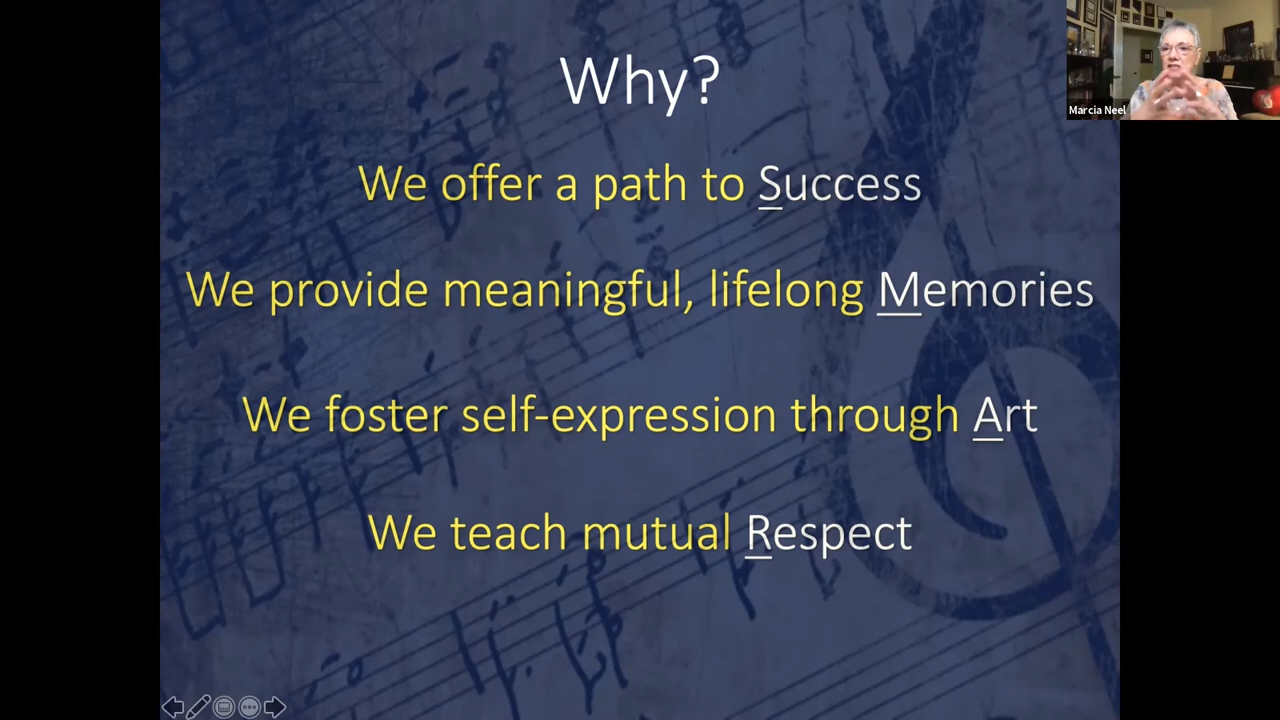 Why?
We offer a path to Success
We provide meaningful, lifelong Memories
We foster self-expression through Art
We teach mutual Respect
Marcia Neel